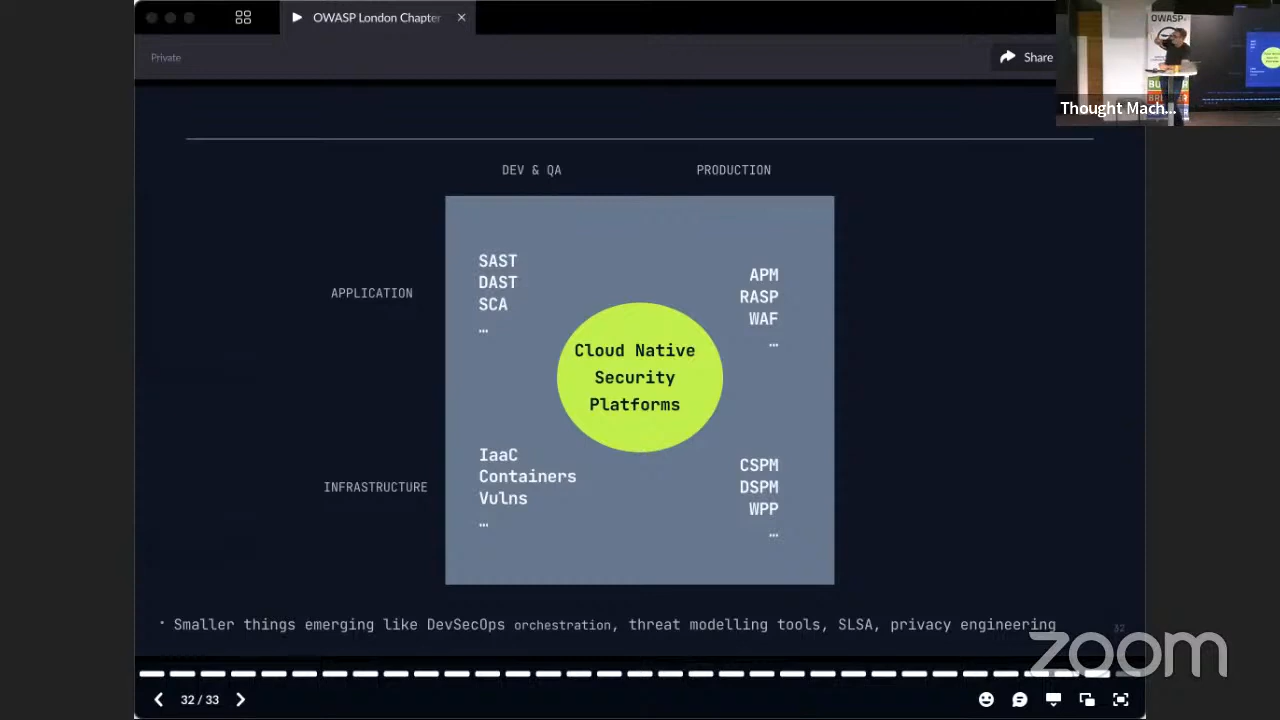 OWASP London Chapter
Private
Share
OWASP
Thought Mach...
DEV & QA
PRODUCTION
APPLICATION
SAST
DAST
SCA
…
APM
RASP
WAF
…
Cloud Native
Security
Platforms
INFRASTRUCTURE
IaaC
Containers
Vulns
…
CSPM
DSPM
WPP
…
• Smaller things emerging like DevSecOps orchestration, threat modelling tools, SLSA, privacy engineering
32
zoom
32 / 33